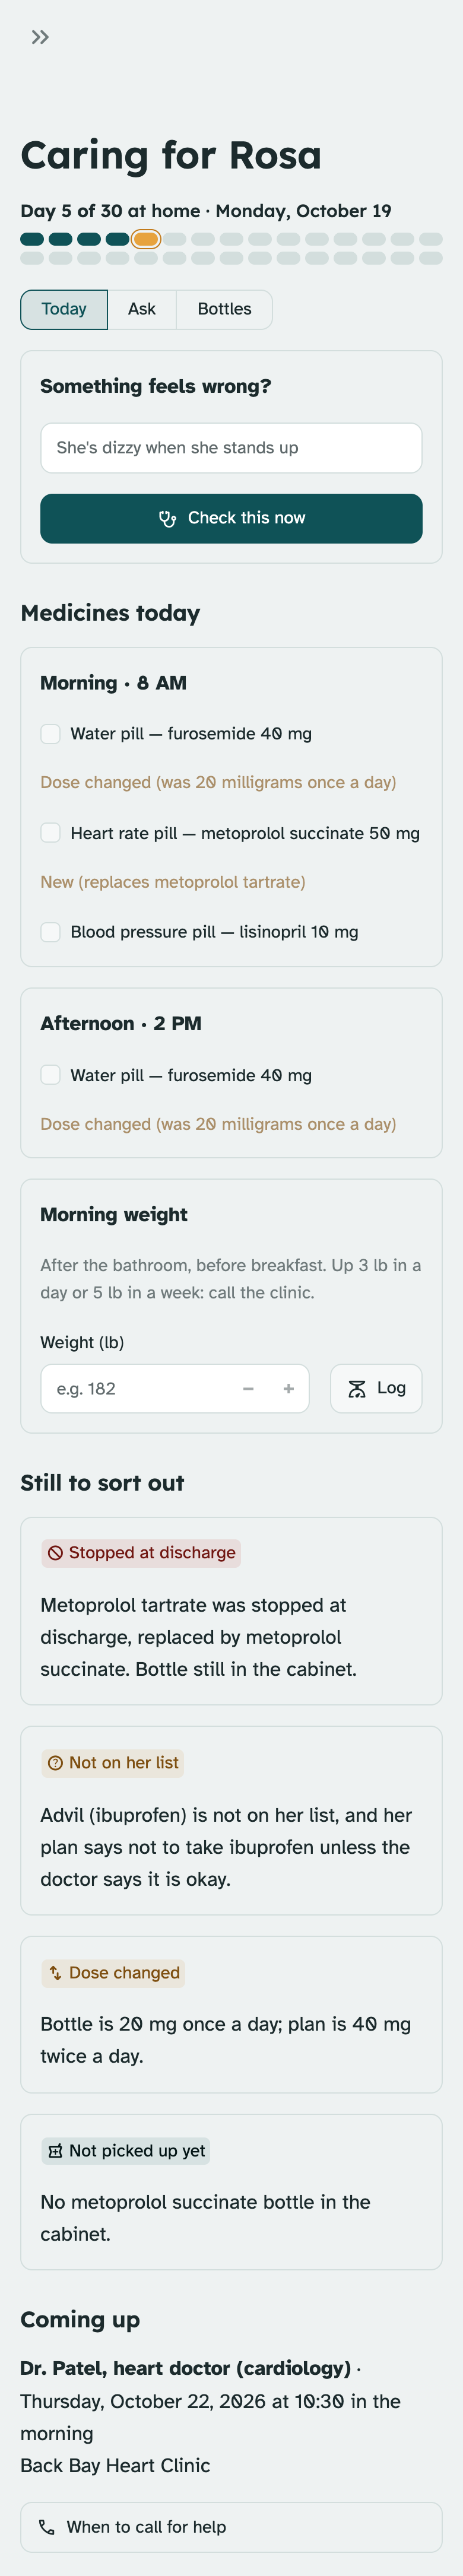 Caring for Rosa
Day 5 of 30 at home · Monday, October 19
Today
Ask
Bottles
Something feels wrong?
She's dizzy when she stands up
Check this now
Medicines today
Morning · 8 AM
Water pill — furosemide 40 mg
Dose changed (was 20 milligrams once a day)
Heart rate pill — metoprolol succinate 50 mg
New (replaces metoprolol tartrate)
Blood pressure pill — lisinopril 10 mg
Afternoon · 2 PM
Water pill — furosemide 40 mg
Dose changed (was 20 milligrams once a day)
Morning weight
After the bathroom, before breakfast. Up 3 lb in a
day or 5 lb in a week: call the clinic.
Weight (lb)
e.g. 182
Log
Still to sort out
Stopped at discharge
Metoprolol tartrate was stopped at
discharge, replaced by metoprolol
succinate. Bottle still in the cabinet.
Not on her list
Advil (ibuprofen) is not on her list, and her
plan says not to take ibuprofen unless the
doctor says it is okay.
Dose changed
Bottle is 20 mg once a day; plan is 40 mg
twice a day.
Not picked up yet
No metoprolol succinate bottle in the
cabinet.
Coming up
Dr. Patel, heart doctor (cardiology) ·
Thursday, October 22, 2026 at 10:30 in the
morning
Back Bay Heart Clinic
When to call for help